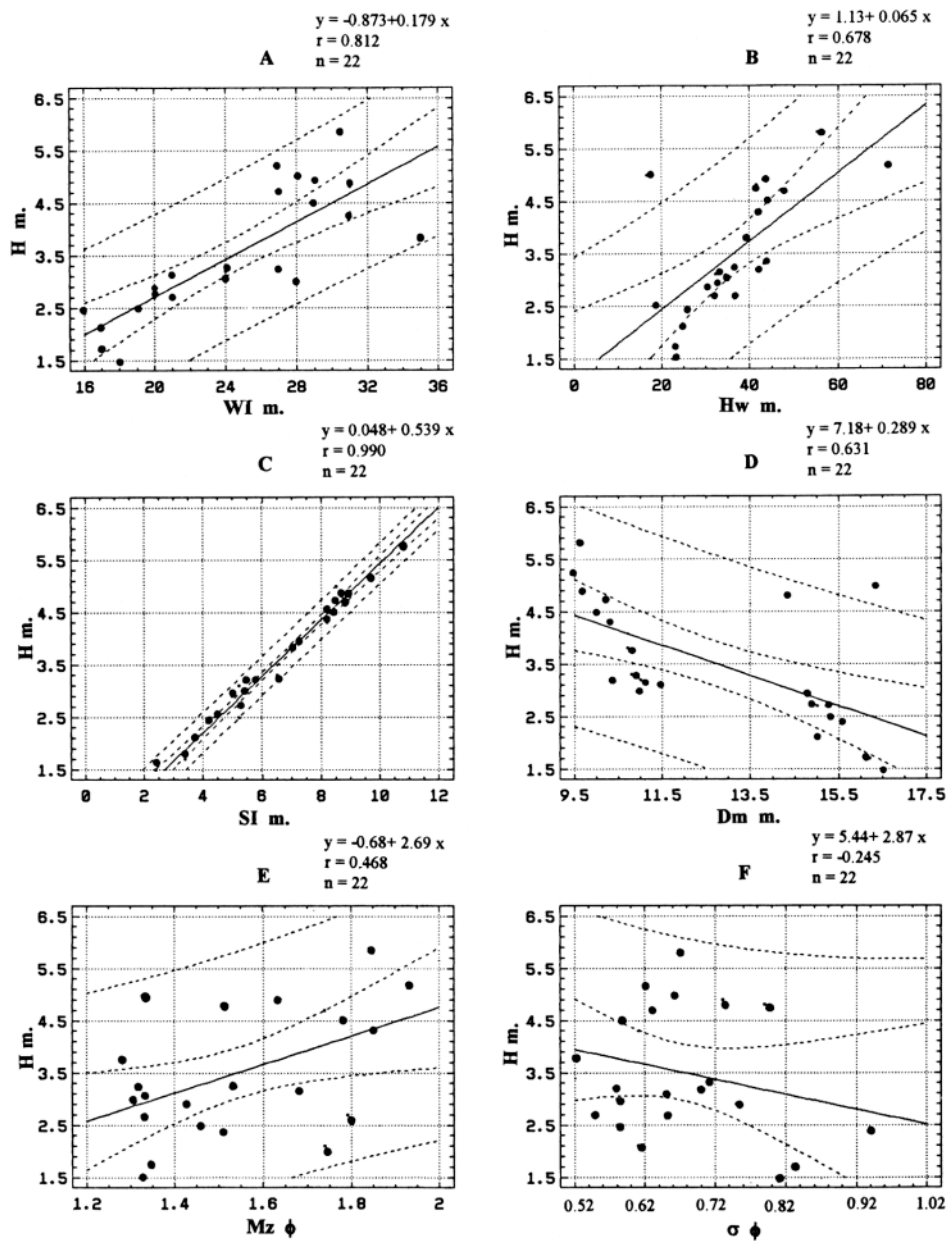 y = -0.873+0.179 x
r = 0.812
n = 22
A
6.5
5.5
4.5
3.5
2.5
1.5
H m.
16 20 24 28 32 36
WI m.
y = 1.13+ 0.065 x
r = 0.678
n = 22
B
6.5
5.5
4.5
3.5
2.5
1.5
H m.
0 20 40 60 80
Hw m.
y = 0.048+ 0.539 x
r = 0.990
n = 22
C
6.5
5.5
4.5
3.5
2.5
1.5
H m.
0 2 4 6 8 10 12
SI m.
y = 7.18+ 0.289 x
r = 0.631
n = 22
D
6.5
5.5
4.5
3.5
2.5
1.5
H m.
9.5 11.5 13.5 15.5 17.5
Dm m.
y = -0.68+ 2.69 x
r = 0.468
n = 22
E
6.5
5.5
4.5
3.5
2.5
1.5
H m.
1.2 1.4 1.6 1.8 2
Mz ϕ
y = 5.44+ 2.87 x
r = -0.245
n = 22
F
6.5
5.5
4.5
3.5
2.5
1.5
H m.
0.52 0.62 0.72 0.82 0.92 1.02
σ ϕ